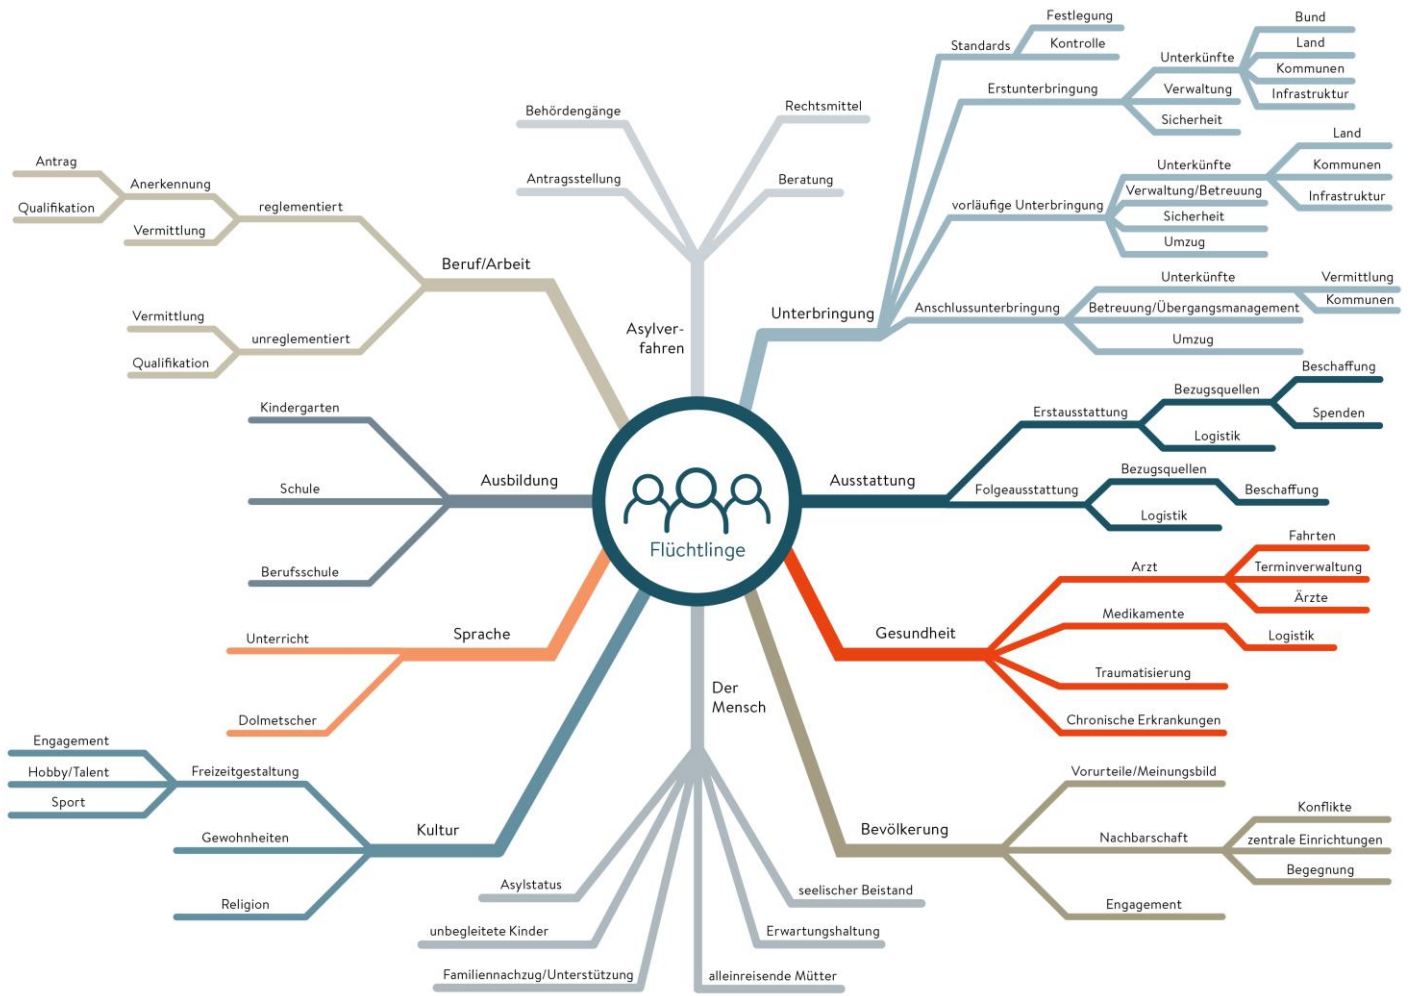 Festlegung
Kontrolle
Standards
Bund
Land
Kommunen
Infrastruktur
Unterkünfte
Verwaltung
Sicherheit
Erstunterbringung
Land
Kommunen
Infrastruktur
Unterkünfte
Verwaltung/Betreuung
Sicherheit
Umzug
vorläufige Unterbringung
Vermittlung
Kommunen
Unterkünfte
Betreuung/Übergangsmanagement
Umzug
Anschlussunterbringung
Unterbringung
Behördengänge
Antragsstellung
Rechtsmittel
Beratung
Asylver-
fahren
Antrag
Qualifikation
Anerkennung
Vermittlung
reglementiert
Vermittlung
Qualifikation
unreglementiert
Beruf/Arbeit
Kindergarten
Schule
Berufsschule
Ausbildung
Flüchtlinge
Ausstattung
Erstausstattung
Bezugsquellen
Beschaffung
Spenden
Logistik
Folgeausstattung
Bezugsquellen
Beschaffung
Logistik
Gesundheit
Arzt
Fahrten
Terminverwaltung
Ärzte
Medikamente
Logistik
Traumatisierung
Chronische Erkrankungen
Unterricht
Dolmetscher
Sprache
Engagement
Hobby/Talent
Sport
Freizeitgestaltung
Gewohnheiten
Religion
Kultur
Der
Mensch
Asylstatus
unbegleitete Kinder
Familiennachzug/Unterstützung
seelischer Beistand
Erwartungshaltung
alleinreisende Mütter
Bevölkerung
Vorurteile/Meinungsbild
Nachbarschaft
Konflikte
zentrale Einrichtungen
Begegnung
Engagement